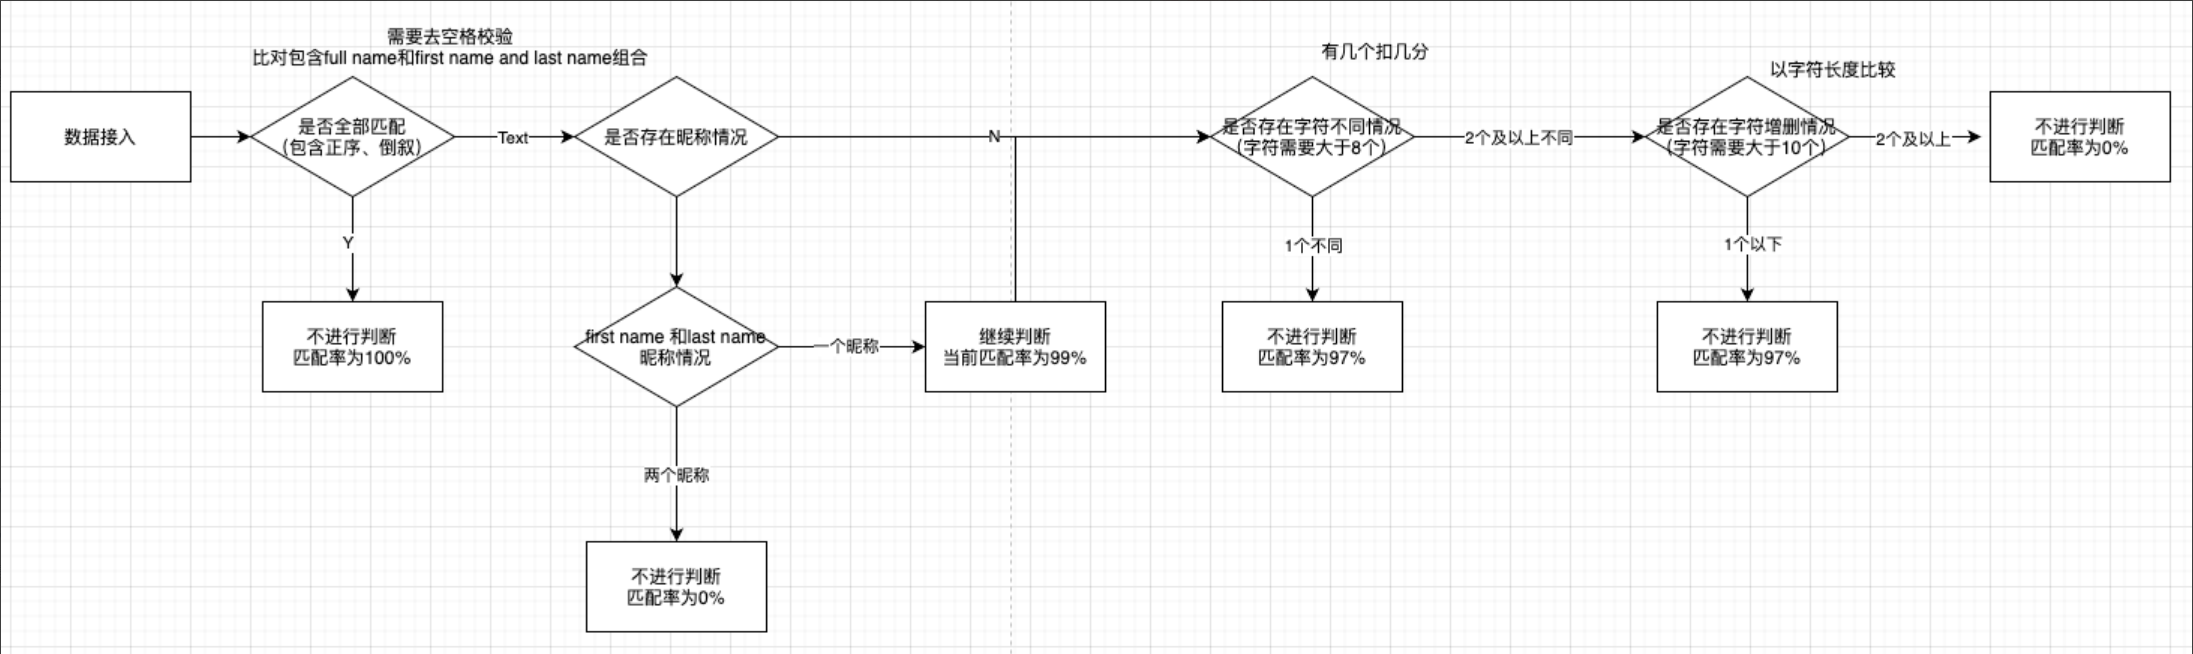 需要去空格校验
比对包含full name和first name and last name组合
有几个扣几分
以字符长度比较
数据接入
是否全部匹配
(包含正序、倒叙)
Text
是否存在昵称情况
N
是否存在字符不同情况
(字符需要大于8个)
2个及以上不同
是否存在字符增删情况
(字符需要大于10个)
2个及以上
不进行判断
匹配率为0%
Y
1个不同
1个以下
不进行判断
匹配率为100%
first name 和last name
昵称情况
一个昵称
继续判断
当前匹配率为99%
不进行判断
匹配率为97%
不进行判断
匹配率为97%
两个昵称
不进行判断
匹配率为0%